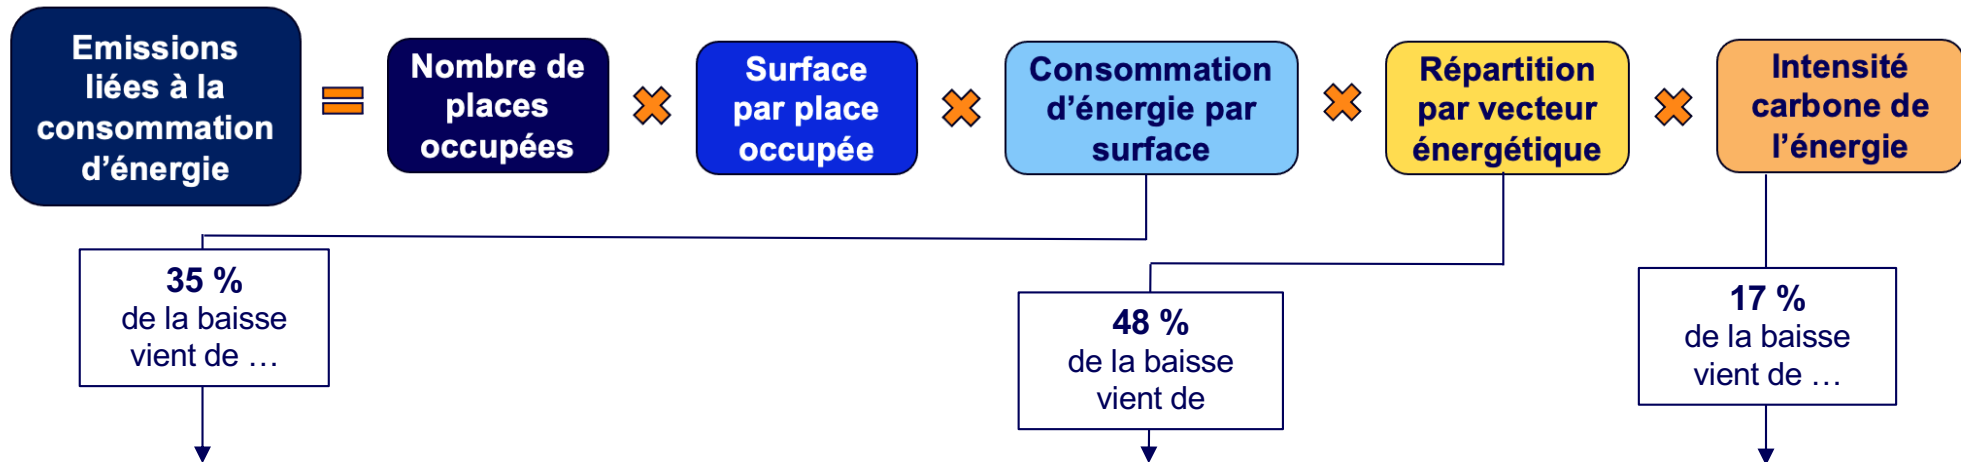 Emissions
liées à la
consommation
d’énergie
=
Nombre de
places
occupées
×
Surface
par place
occupée
×
Consommation
d’énergie par
surface
×
Répartition
par vecteur
énergétique
×
Intensité
carbone de
l’énergie
35 %
de la baisse
vient de …
48 %
de la baisse
vient de
17 %
de la baisse
vient de …